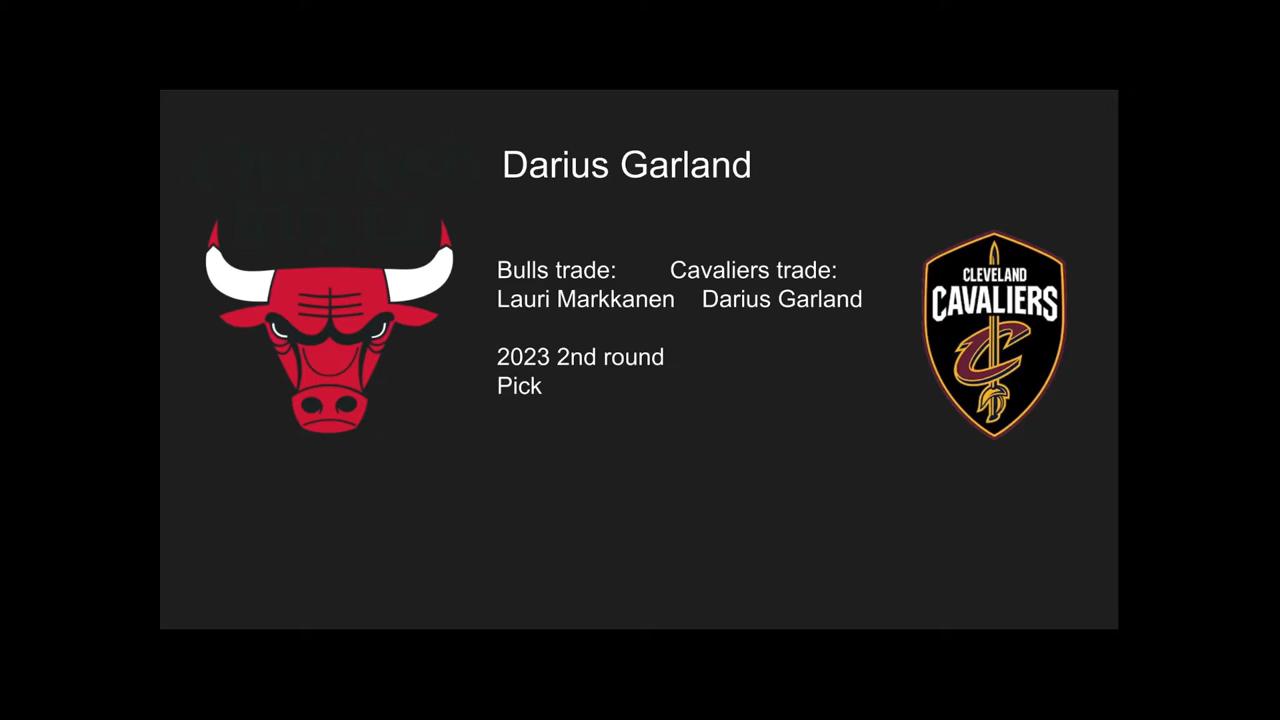 Darius Garland
Bulls trade: Cavaliers trade:
Lauri Markkanen Darius Garland
2023 2nd round
Pick
CLEVELAND
CAVALIERS